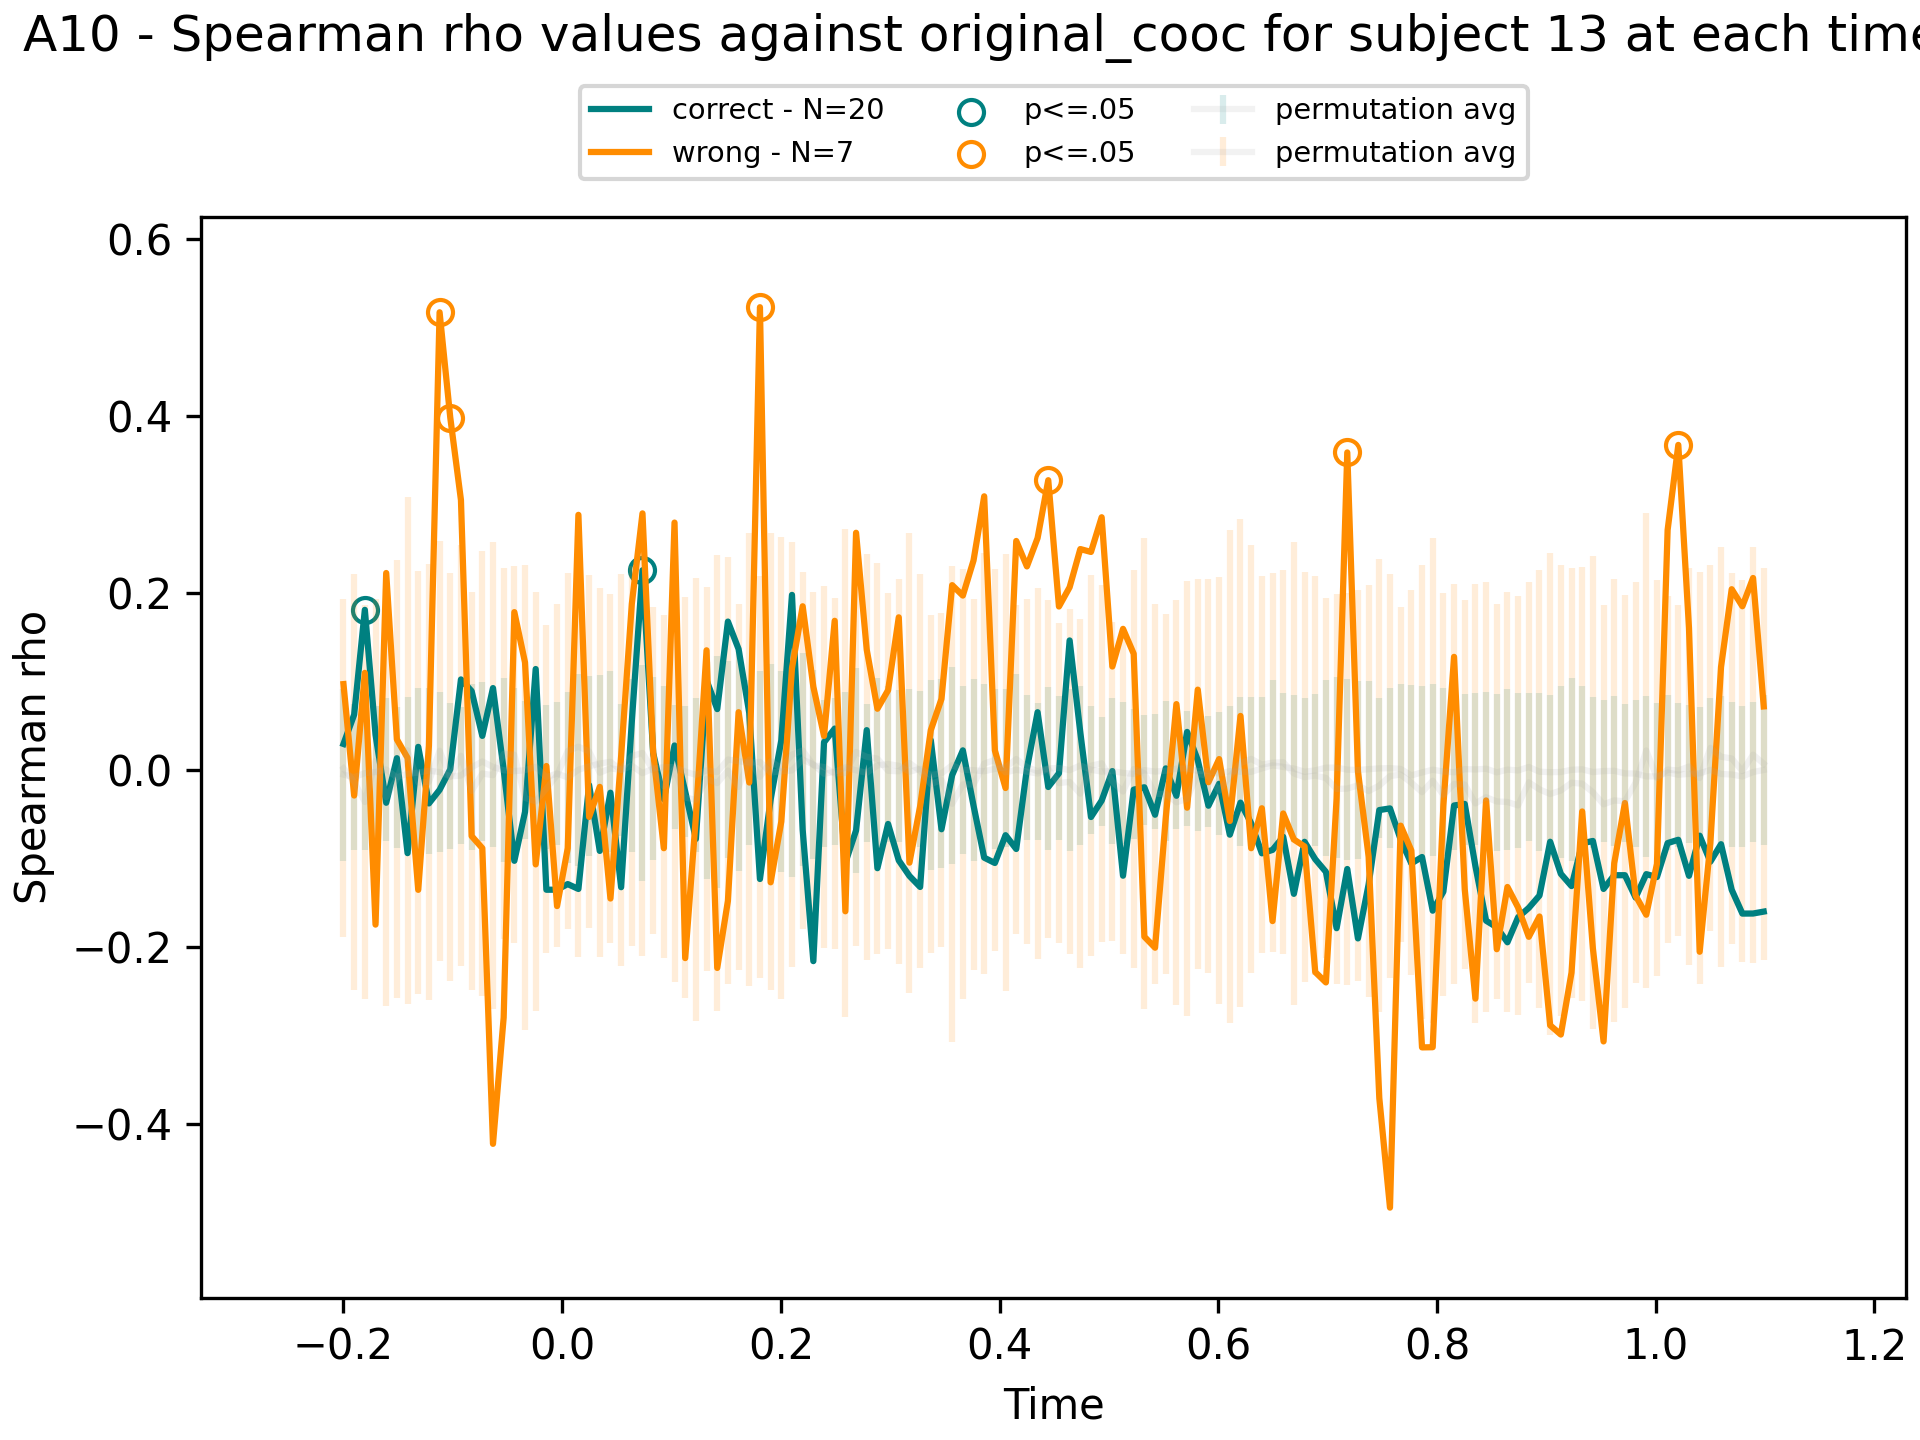 A10 - Spearman rho values against original_cooc for subject 13 at each time
correct - N=20 p<=.05 permutation avg
wrong - N=7 p<=.05 permutation avg
Spearman rho
0.6
0.4
0.2
0.0
−0.2
−0.4
−0.2 0.0 0.2 0.4 0.6 0.8 1.0 1.2
Time